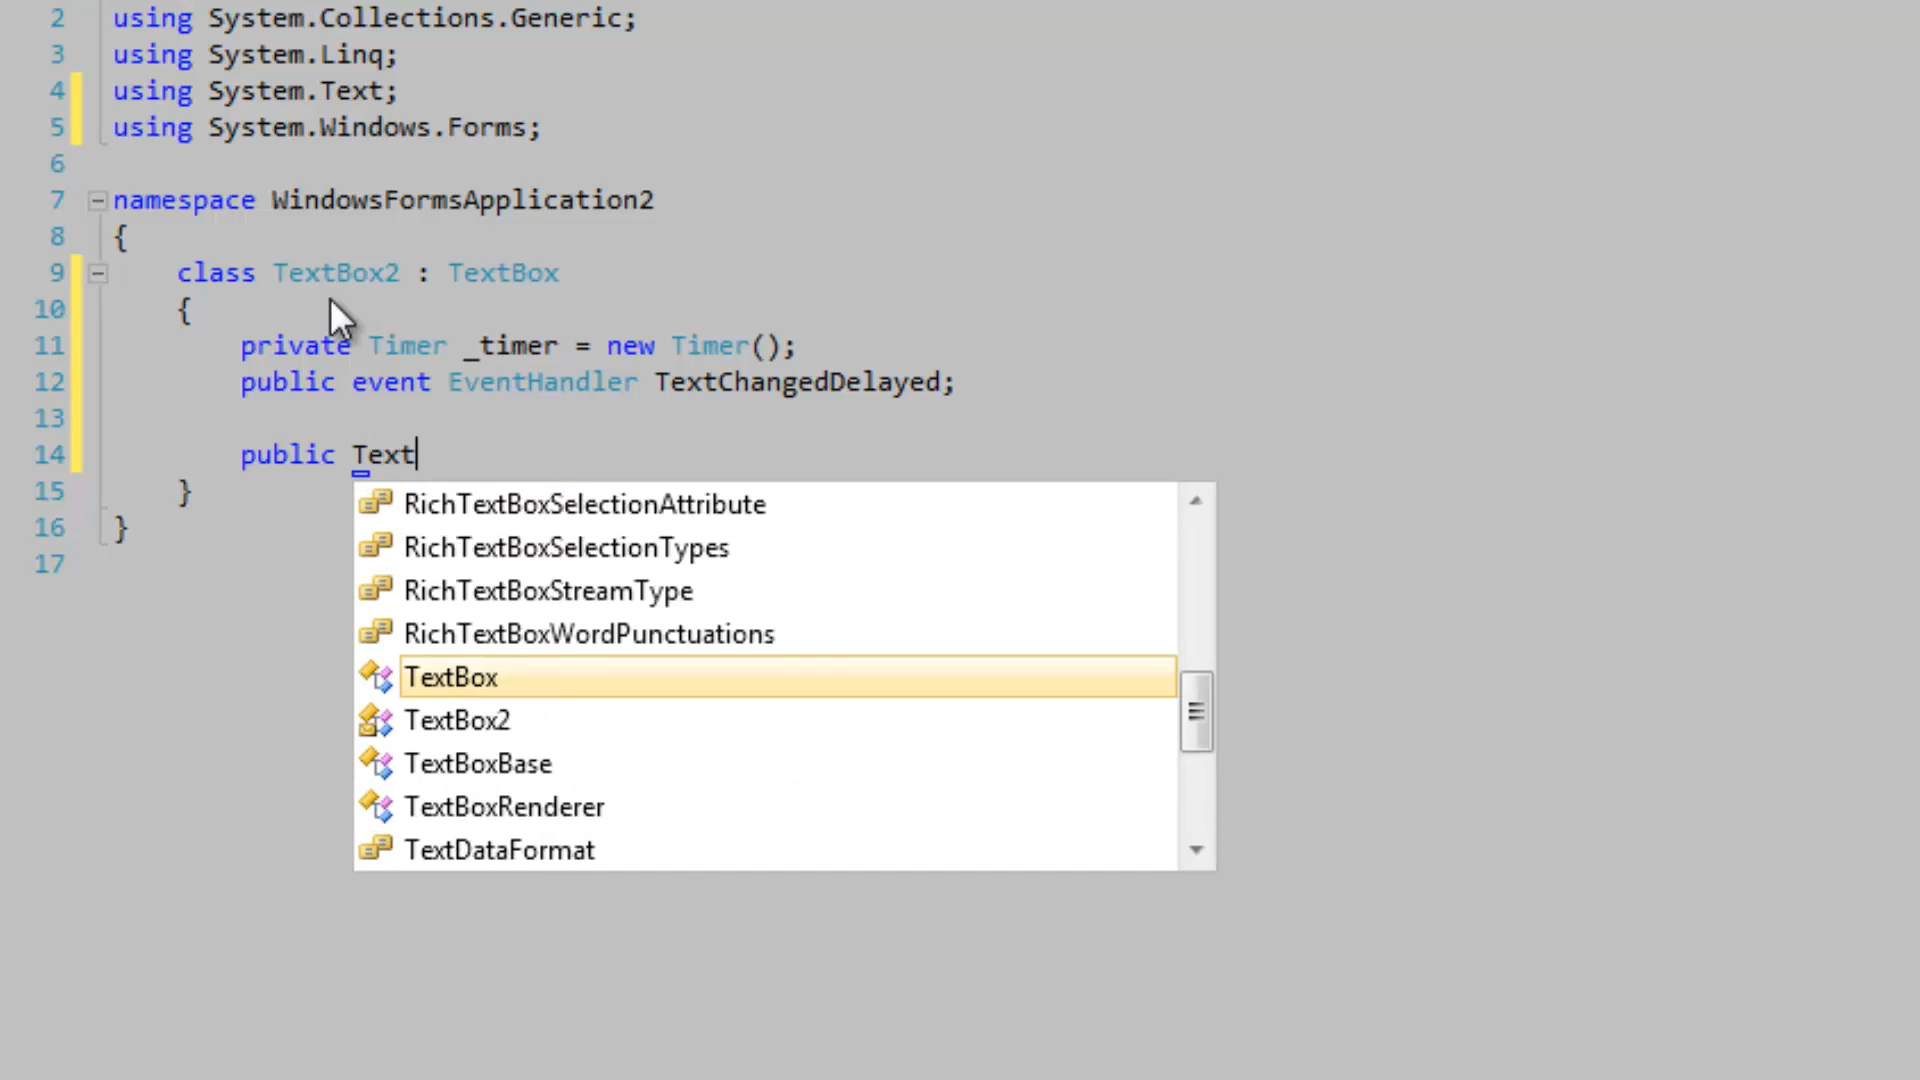 2 using System.Collections.Generic;
3 using System.Linq;
4 using System.Text;
5 using System.Windows.Forms;
6
7 namespace WindowsFormsApplication2
8 {
9 class TextBox2 : TextBox
10 {
11 private Timer _timer = new Timer();
12 public event EventHandler TextChangedDelayed;
13
14 public Text
15 }
16 }
17
RichTextBoxSelectionAttribute
RichTextBoxSelectionTypes
RichTextBoxStreamType
RichTextBoxWordPunctuations
TextBox
TextBox2
TextBoxBase
TextBoxRenderer
TextDataFormat